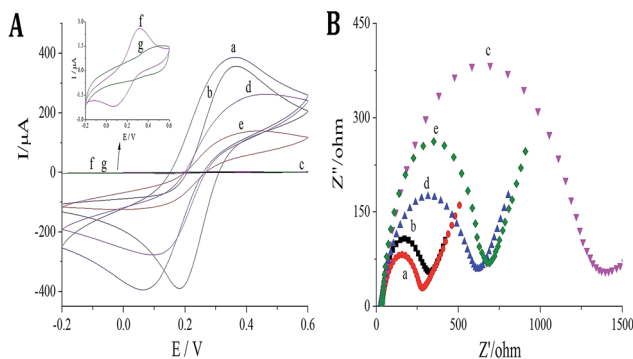 A
3.0
1.5
0.0
-1.5
-3.0
I / μA
f
g
-0.2 0.0 0.2 0.4 0.6
E / V
400
200
0
-200
-400
I/μA
a
b
d
e
c
f g
-0.2 0.0 0.2 0.4 0.6
E / V
B
450
300
150
0
Z''/ohm
c
e
d
b
a
0 500 1000 1500
Z'/ohm